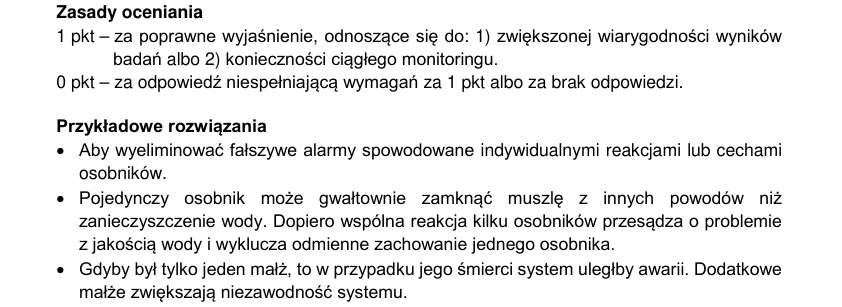 Zasady oceniania
1 pkt – za poprawne wyjaśnienie, odnoszące się do: 1) zwiększonej wiarygodności wyników
badań albo 2) konieczności ciągłego monitoringu.
0 pkt – za odpowiedź niespełniającą wymagań za 1 pkt albo za brak odpowiedzi.
Przykładowe rozwiązania
• Aby wyeliminować fałszywe alarmy spowodowane indywidualnymi reakcjami lub cechami
osobników.
• Pojedynczy osobnik może gwałtownie zamknąć muszlę z innych powodów niż
zanieczyszczenie wody. Dopiero wspólna reakcja kilku osobników przesądza o problemie
z jakością wody i wyklucza odmienne zachowanie jednego osobnika.
• Gdyby był tylko jeden małż, to w przypadku jego śmierci system uległby awarii. Dodatkowe
małże zwiększają niezawodność systemu.